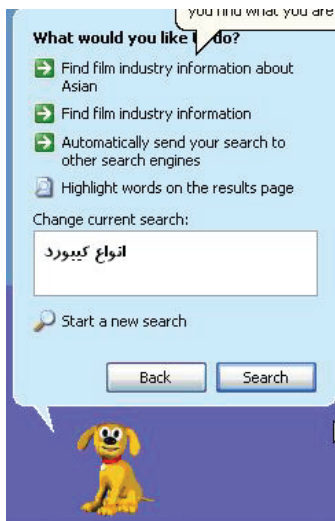 you find what you are
What would you like do?
Find film industry information about
Asian
Find film industry information
Automatically send your search to
other search engines
Highlight words on the results page
Change current search:
انواع کیبورد
Start a new search
Back Search